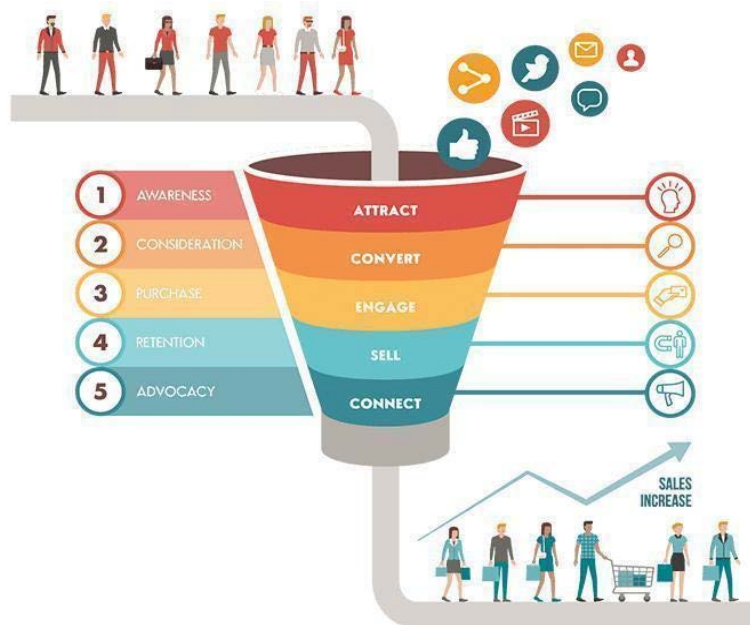 1 AWARENESS
ATTRACT
2 CONSIDERATION
CONVERT
3 PURCHASE
ENGAGE
4 RETENTION
SELL
5 ADVOCACY
CONNECT
SALES
INCREASE